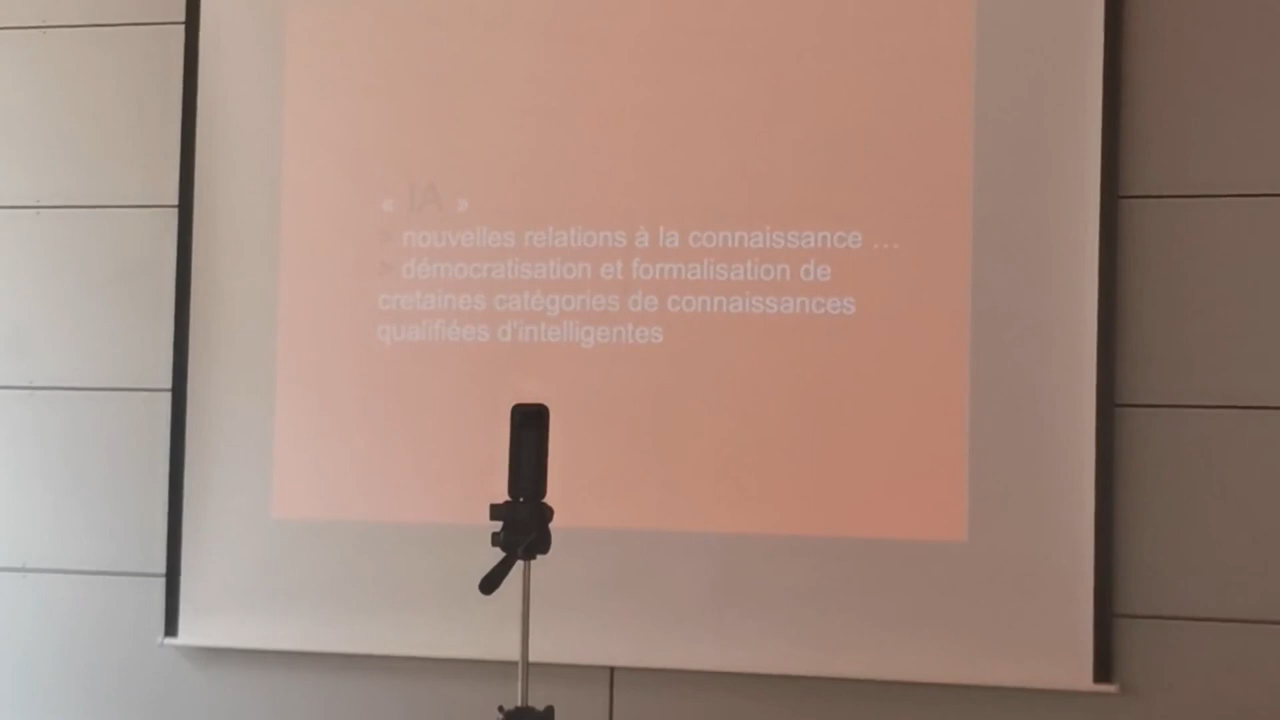 « IA »
> nouvelles relations à la connaissance …
> démocratisation et formalisation de
cretaines catégories de connaissances
qualifiées d'intelligentes